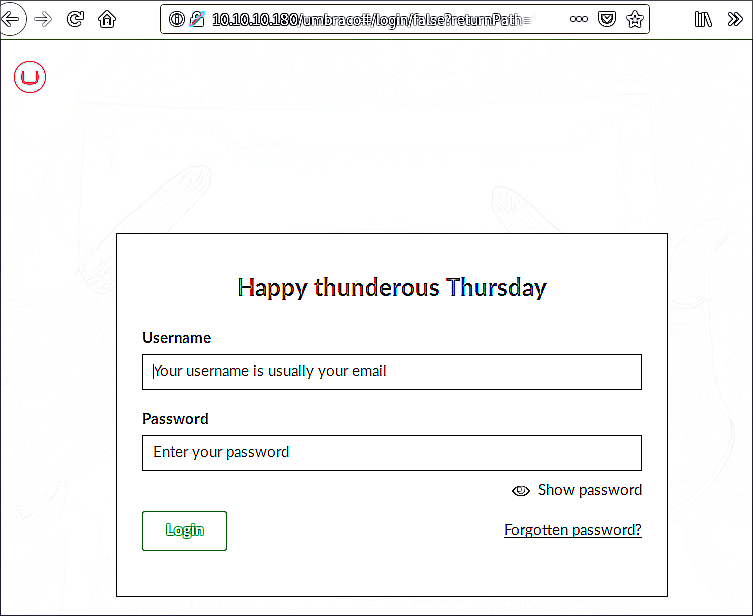 10.10.10.180/umbraco#/login/false?returnPath=
Happy thunderous Thursday
Username
Your username is usually your email
Password
Enter your password
Show password
Login
Forgotten password?